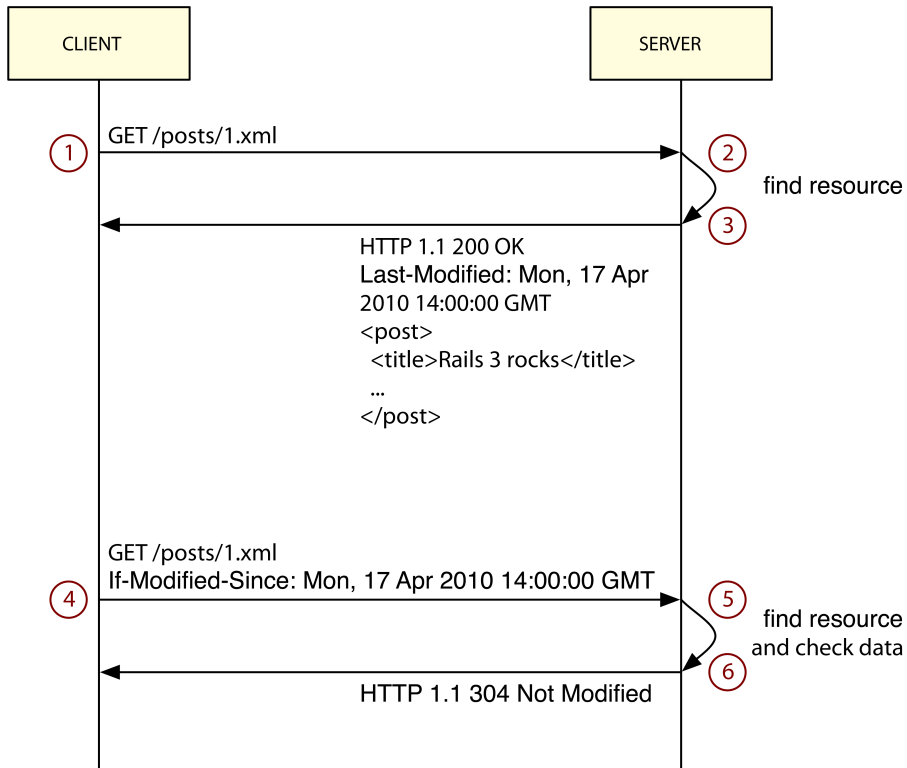 CLIENT
SERVER
GET /posts/1.xml
1
2
find resource
3
HTTP 1.1 200 OK
Last-Modified: Mon, 17 Apr
2010 14:00:00 GMT
<post>
<title>Rails 3 rocks</title>
...
</post>
GET /posts/1.xml
If-Modified-Since: Mon, 17 Apr 2010 14:00:00 GMT
4
5
find resource
and check data
6
HTTP 1.1 304 Not Modified